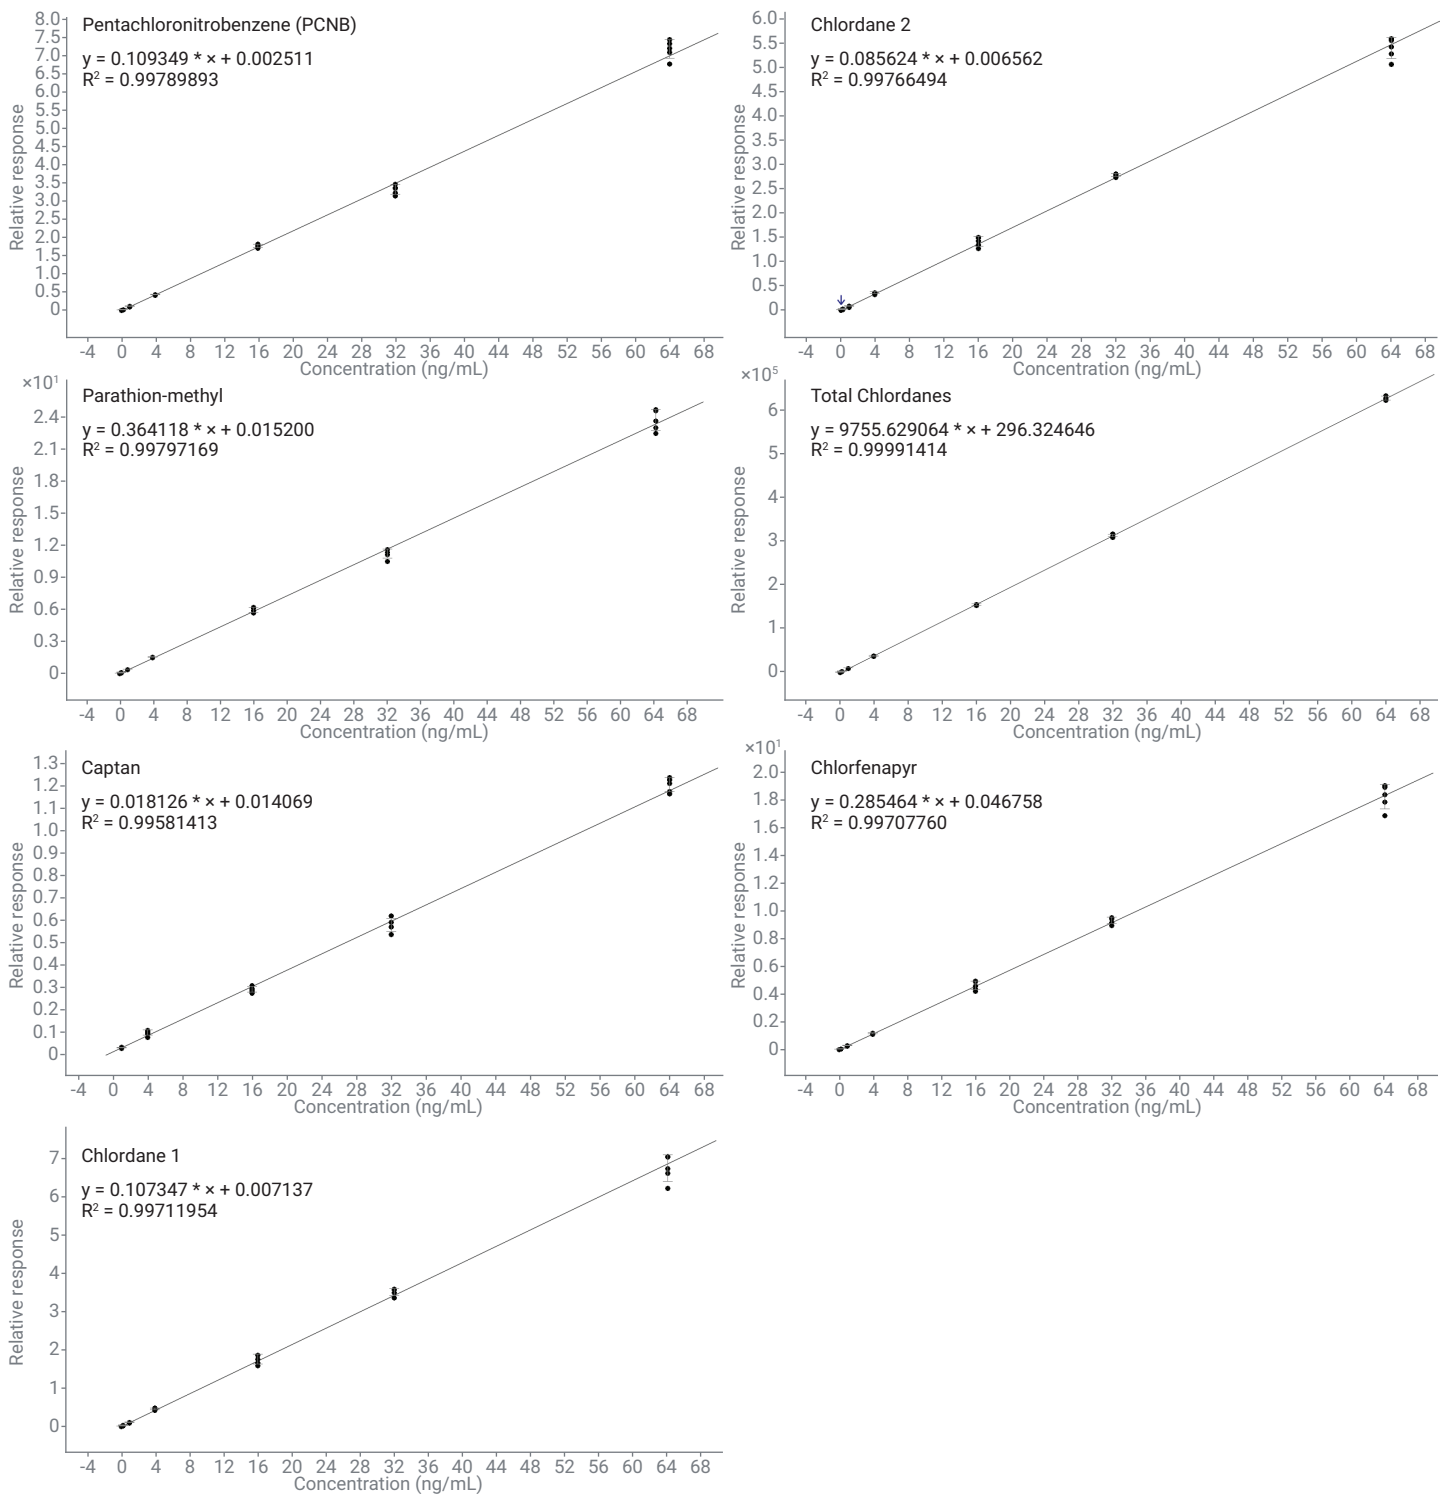 Pentachloronitrobenzene (PCNB)
y = 0.109349 * × + 0.002511
R² = 0.99789893
Relative response
8.0
7.5
7.0
6.5
6.0
5.5
5.0
4.5
4.0
3.5
3.0
2.5
2.0
1.5
1.0
0.5
0
-4 0 4 8 12 16 20 24 28 32 36 40 44 48 52 56 60 64 68
Concentration (ng/mL)
Chlordane 2
y = 0.085624 * × + 0.006562
R² = 0.99766494
Relative response
6.0
5.5
5.0
4.5
4.0
3.5
3.0
2.5
2.0
1.5
1.0
0.5
0
-4 0 4 8 12 16 20 24 28 32 36 40 44 48 52 56 60 64 68
Concentration (ng/mL)
×10¹
Parathion-methyl
y = 0.364118 * × + 0.015200
R² = 0.99797169
Relative response
2.4
2.1
1.8
1.5
1.2
0.9
0.6
0.3
0
-4 0 4 8 12 16 20 24 28 32 36 40 44 48 52 56 60 64 68
Concentration (ng/mL)
×10⁵
Total Chlordanes
y = 9755.629064 * × + 296.324646
R² = 0.99991414
Relative response
6
5
4
3
2
1
0
-4 0 4 8 12 16 20 24 28 32 36 40 44 48 52 56 60 64 68
Concentration (ng/mL)
Captan
y = 0.018126 * × + 0.014069
R² = 0.99581413
Relative response
1.3
1.2
1.1
1.0
0.9
0.8
0.7
0.6
0.5
0.4
0.3
0.2
0.1
0
-4 0 4 8 12 16 20 24 28 32 36 40 44 48 52 56 60 64 68
Concentration (ng/mL)
×10¹
Chlorfenapyr
y = 0.285464 * × + 0.046758
R² = 0.99707760
Relative response
2.0
1.8
1.6
1.4
1.2
1.0
0.8
0.6
0.4
0.2
0
-4 0 4 8 12 16 20 24 28 32 36 40 44 48 52 56 60 64 68
Concentration (ng/mL)
Chlordane 1
y = 0.107347 * × + 0.007137
R² = 0.99711954
Relative response
7
6
5
4
3
2
1
0
-4 0 4 8 12 16 20 24 28 32 36 40 44 48 52 56 60 64 68
Concentration (ng/mL)